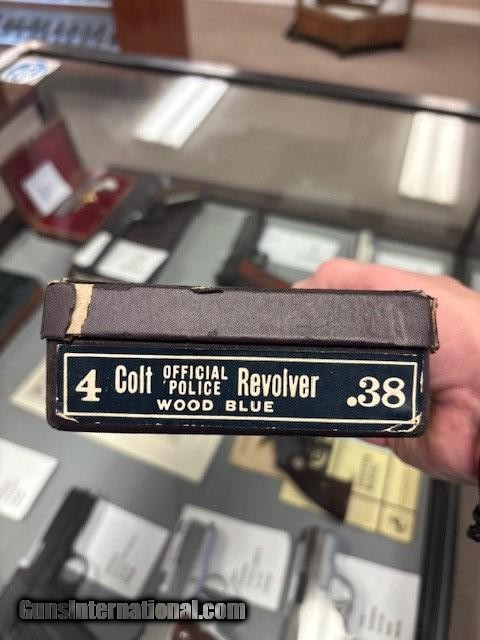 4 Colt OFFICIAL POLICE Revolver .38
WOOD BLUE
GunsInternational.com